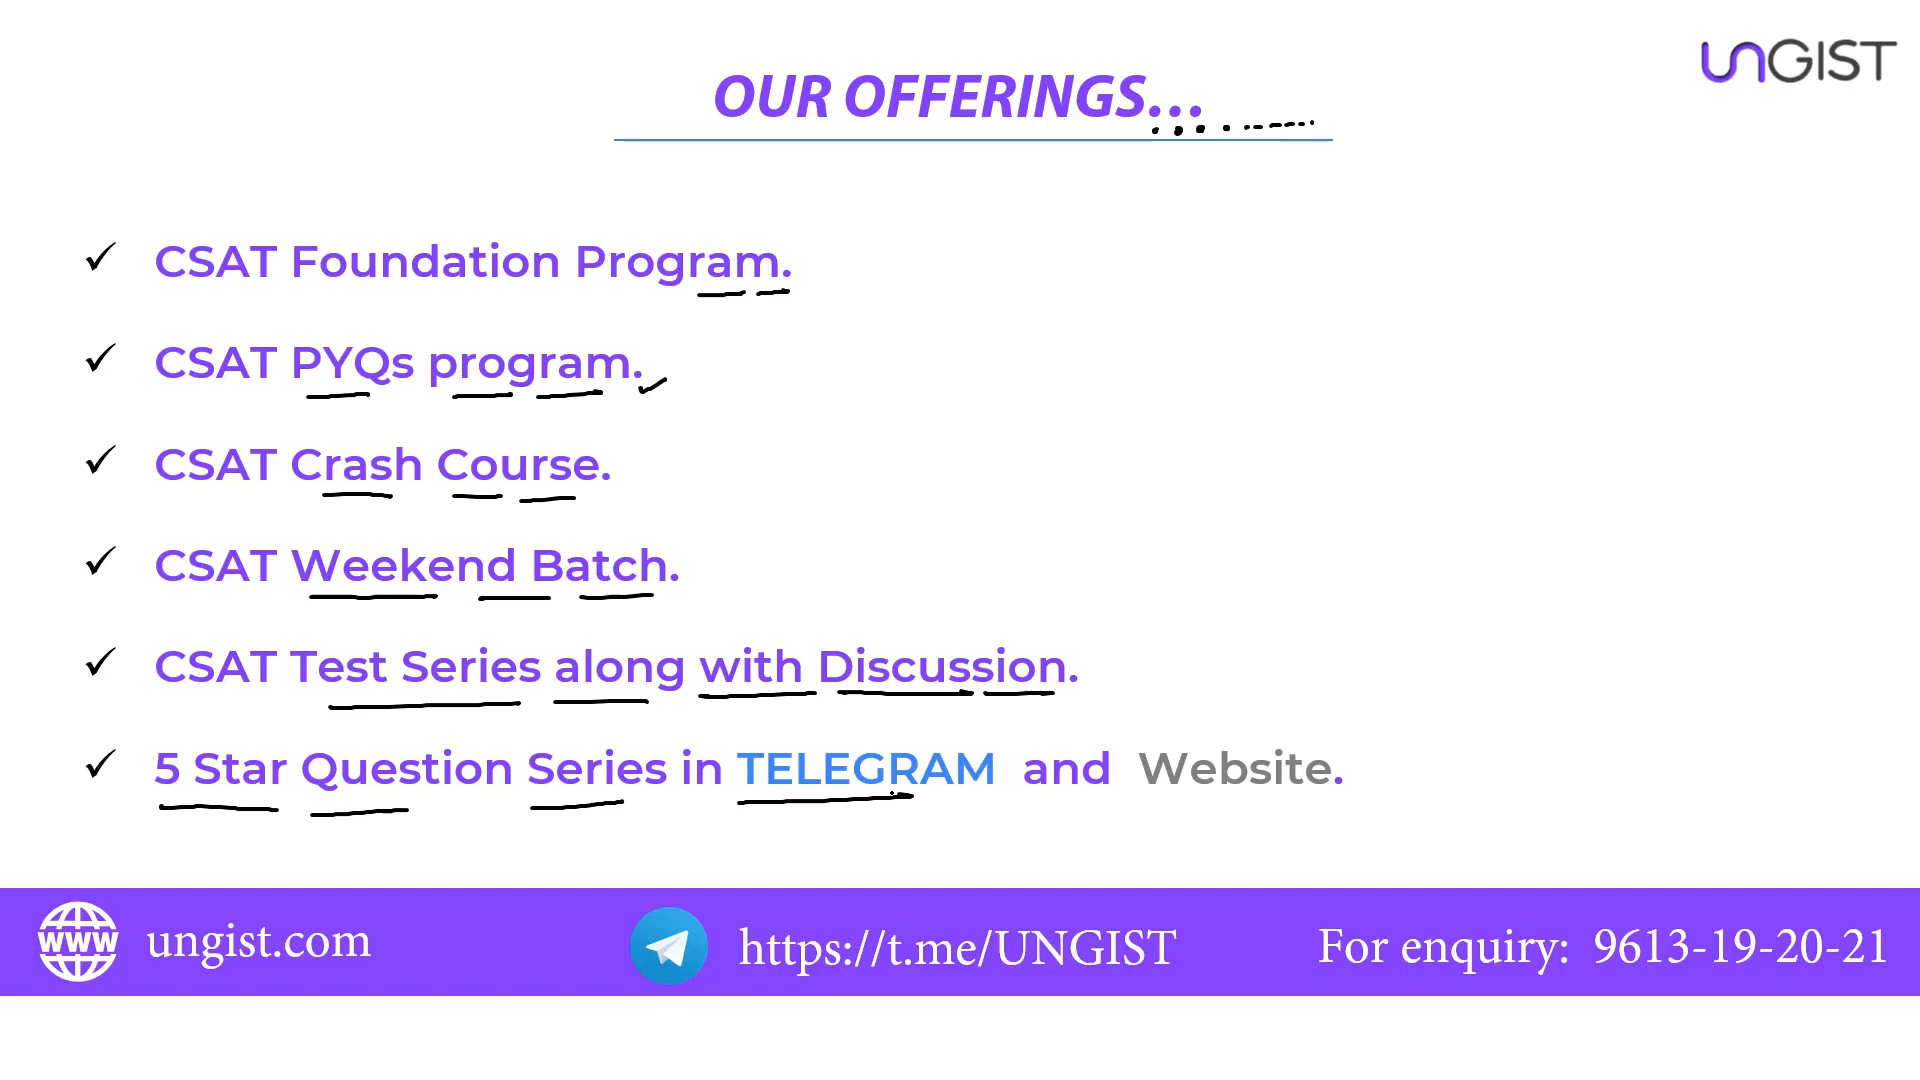 UNGIST
OUR OFFERINGS...
✓ CSAT Foundation Program.
✓ CSAT PYQs program.
✓ CSAT Crash Course.
✓ CSAT Weekend Batch.
✓ CSAT Test Series along with Discussion.
✓ 5 Star Question Series in TELEGRAM and Website.
WWW ungist.com
https://t.me/UNGIST
For enquiry: 9613-19-20-21